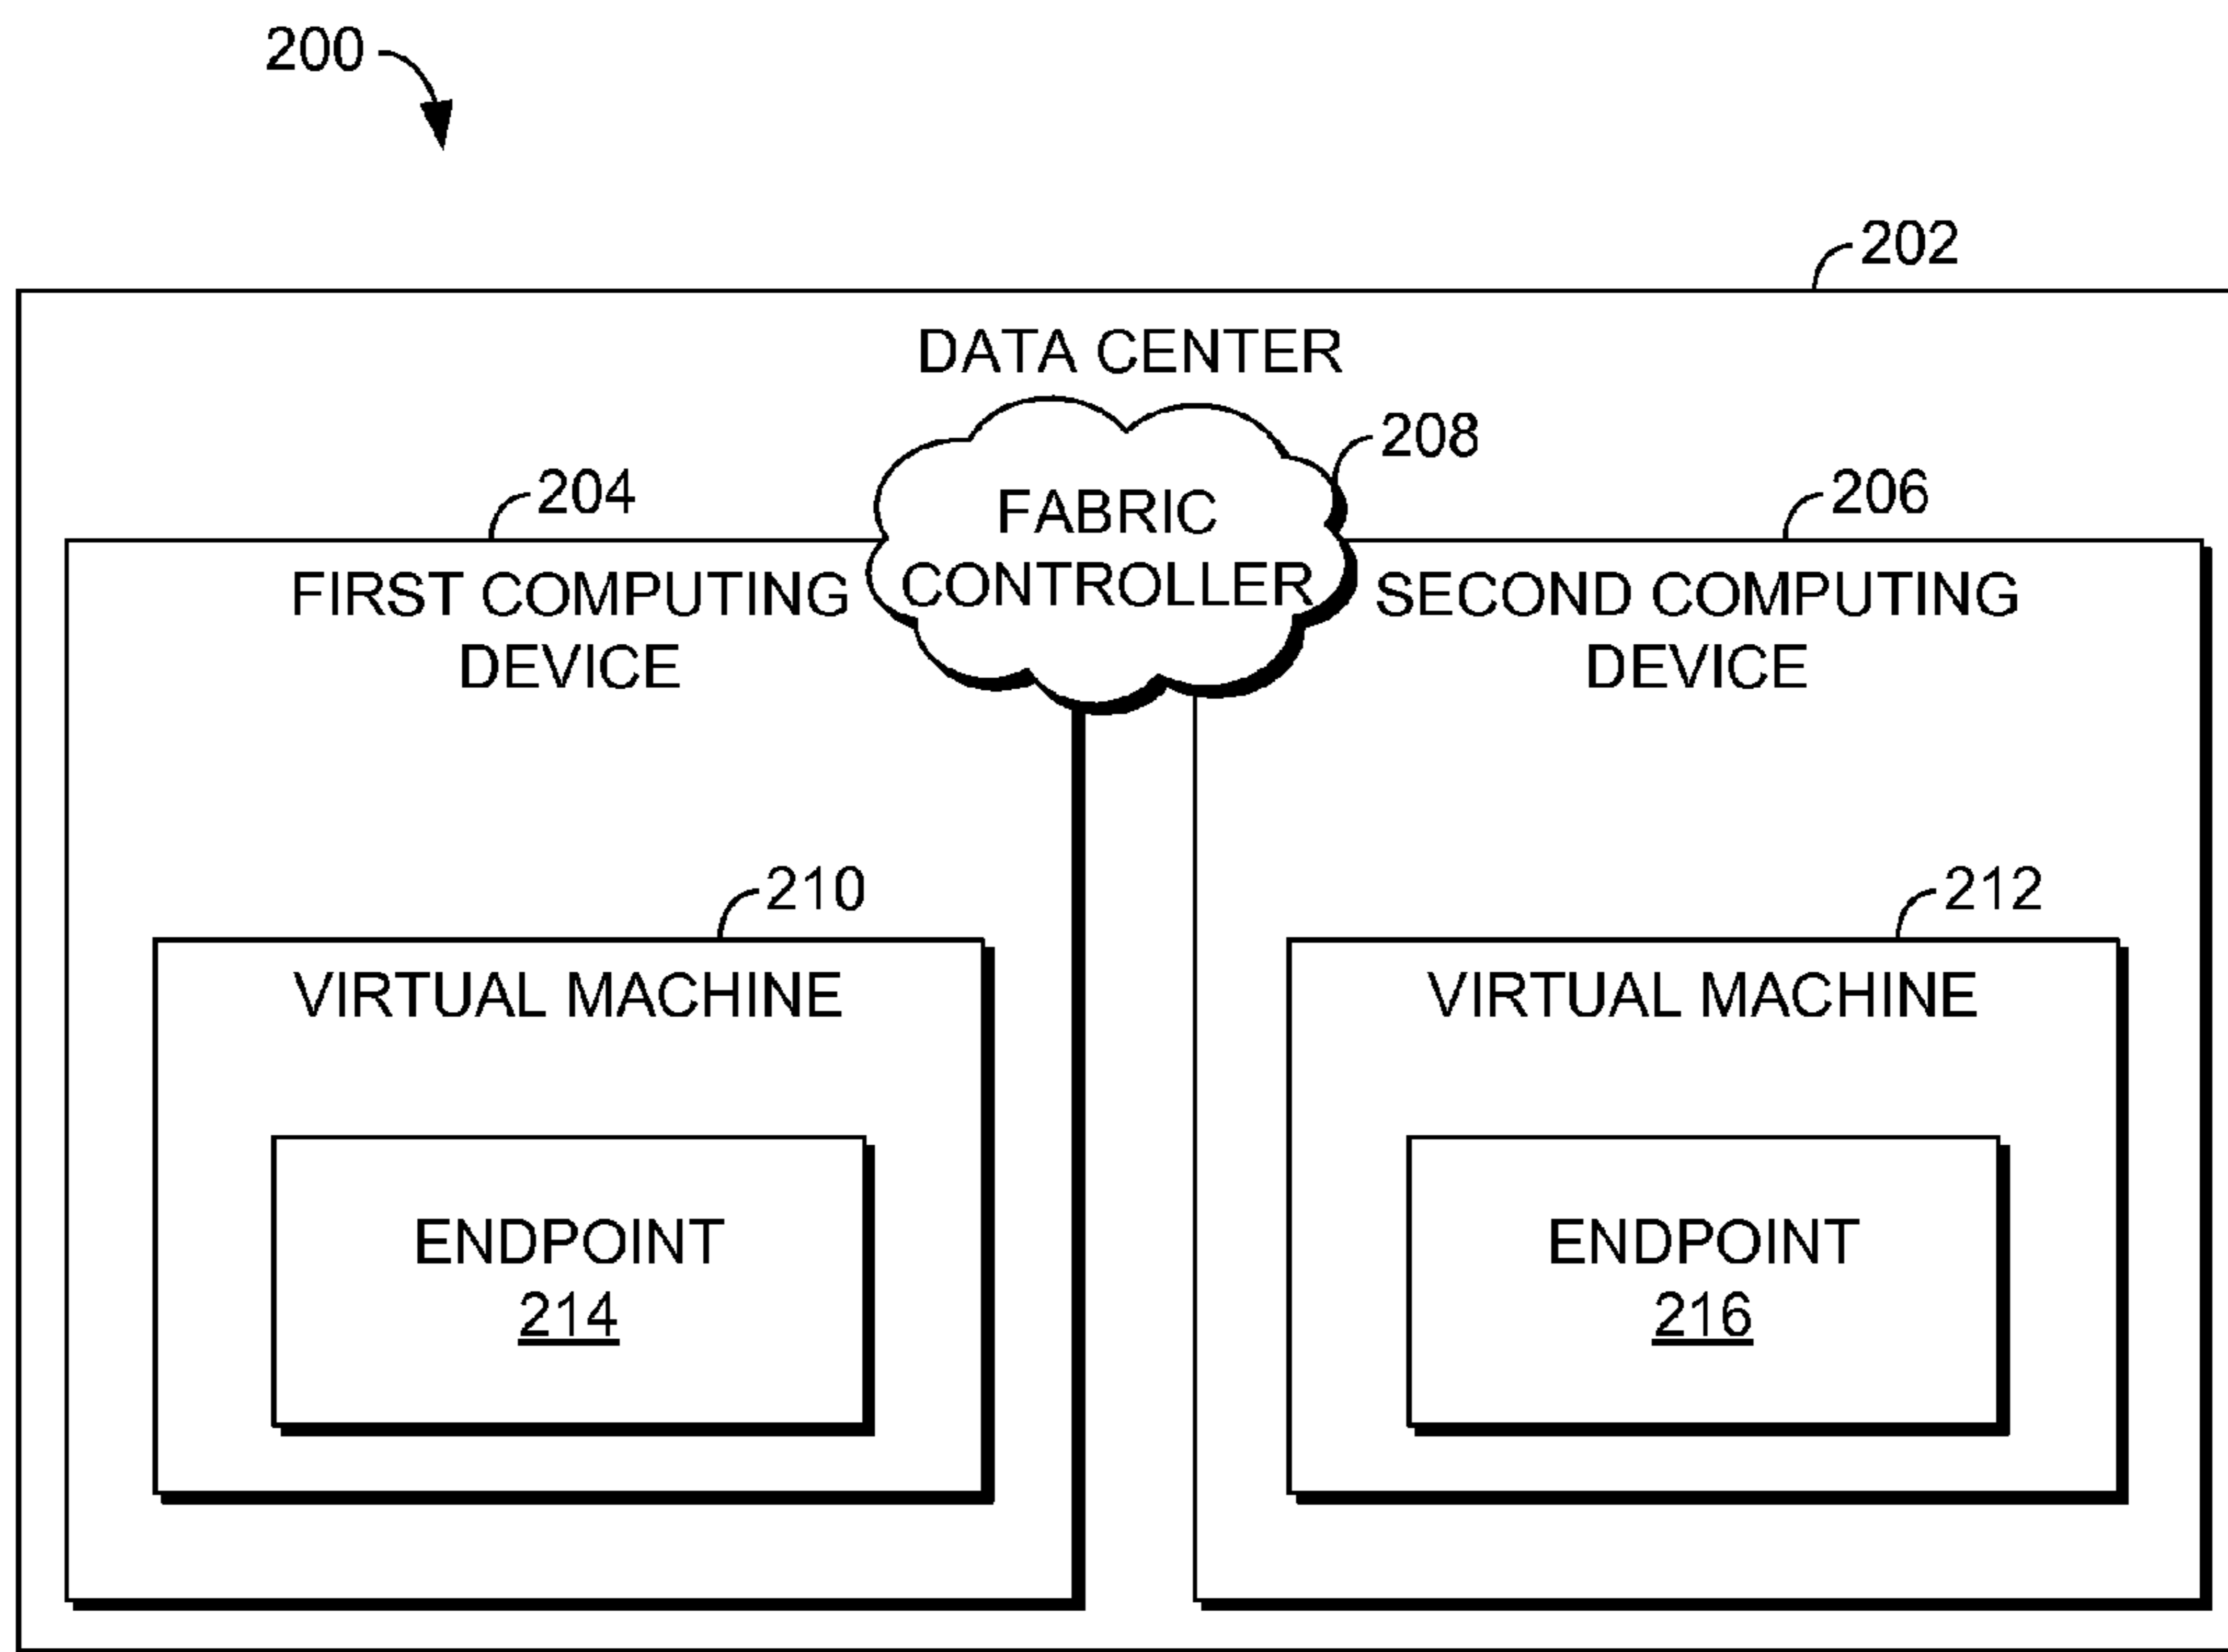 200
202
DATA CENTER
208
204
FABRIC
206
CONTROLLER
FIRST COMPUTING
DEVICE
SECOND COMPUTING
DEVICE
210
212
VIRTUAL MACHINE
VIRTUAL MACHINE
ENDPOINT
214
ENDPOINT
216